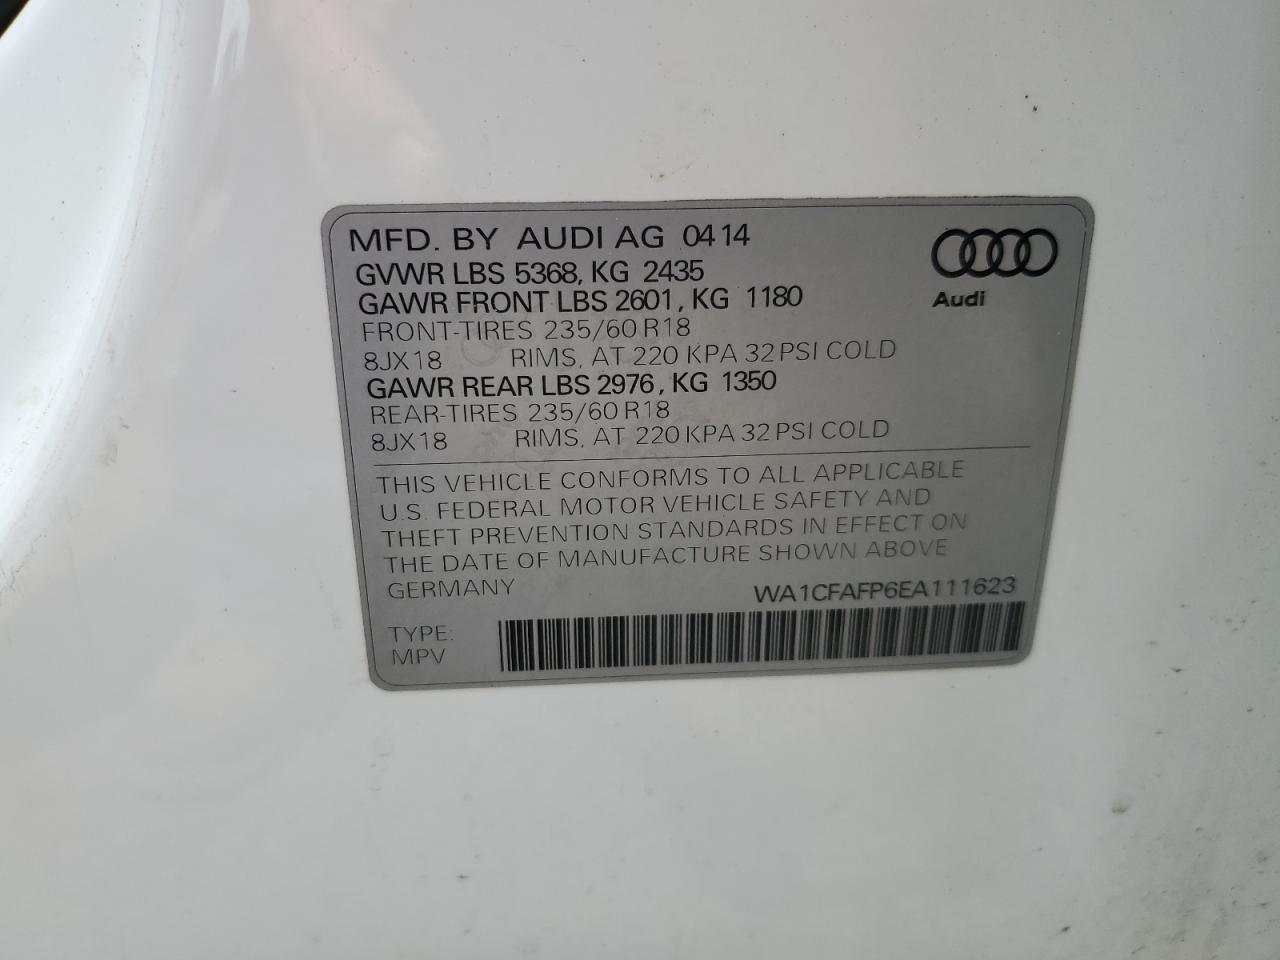 MFD. BY AUDI AG 0414
GVWR LBS 5368, KG 2435
GAWR FRONT LBS 2601, KG 1180
FRONT-TIRES 235/60 R18
8JX18 RIMS, AT 220 KPA 32 PSI COLD
GAWR REAR LBS 2976, KG 1350
REAR-TIRES 235/60 R18
8JX18 RIMS, AT 220 KPA 32 PSI COLD
Audi
THIS VEHICLE CONFORMS TO ALL APPLICABLE
U.S. FEDERAL MOTOR VEHICLE SAFETY AND
THEFT PREVENTION STANDARDS IN EFFECT ON
THE DATE OF MANUFACTURE SHOWN ABOVE
GERMANY WA1CFAFP6EA111623
TYPE:
MPV